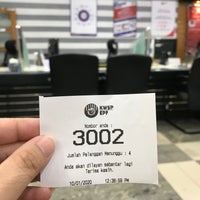 KWSP
EPF
Nombor anda :
3002
Jumlah Pelanggan Menunggu : 4
Anda akan dilayan sebentar lagi
Terima kasih.
10/01/2020 12:36:59 PM